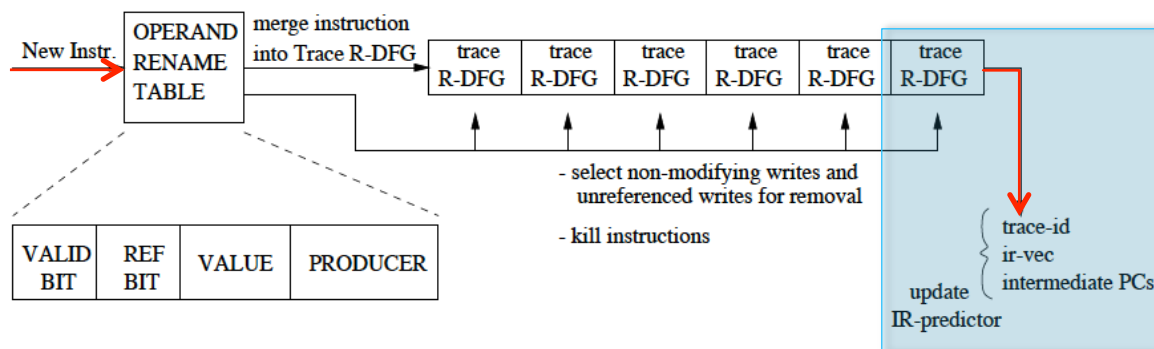 New Instr.
OPERAND
RENAME
TABLE
merge instruction
into Trace R-DFG
trace
R-DFG
trace
R-DFG
trace
R-DFG
trace
R-DFG
trace
R-DFG
trace
R-DFG
- select non-modifying writes and
unreferenced writes for removal
- kill instructions
VALID
BIT
REF
BIT
VALUE
PRODUCER
trace-id
ir-vec
intermediate PCs
update
IR-predictor